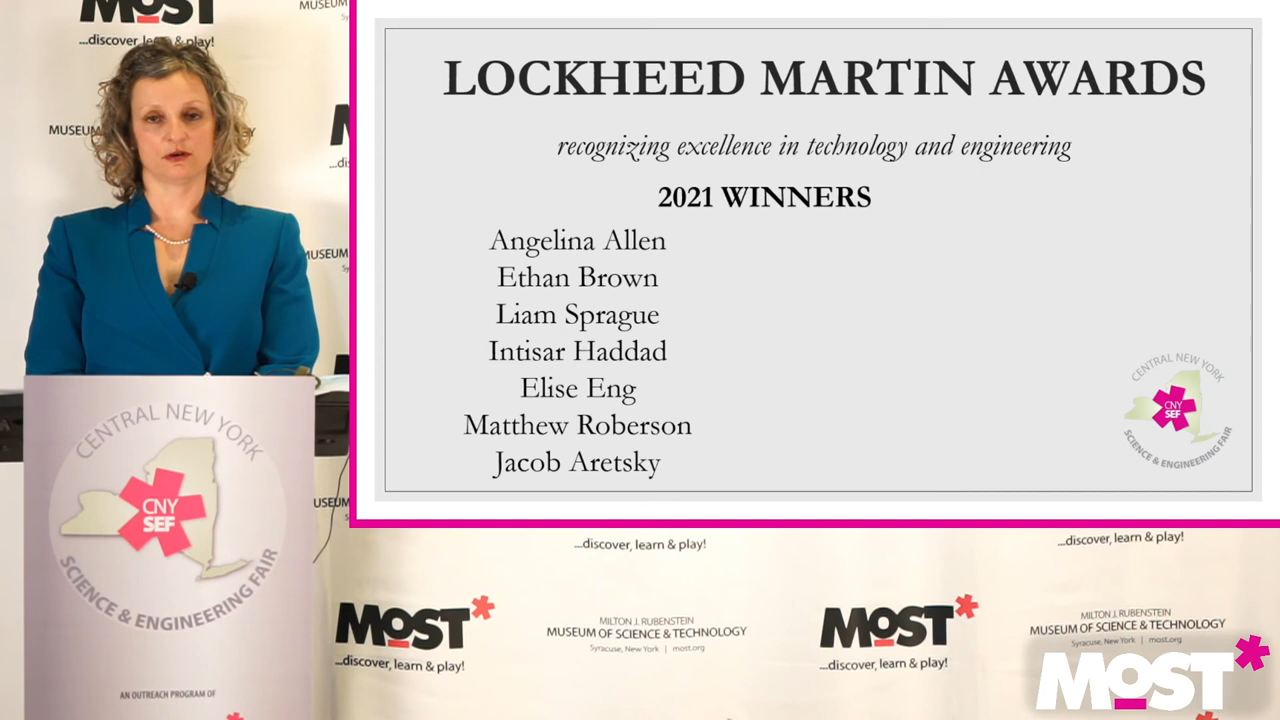 MOST
...discover, learn & play!
MUSEUM
MUSEUM
LOCKHEED MARTIN AWARDS
recognizing excellence in technology and engineering
2021 WINNERS
Angelina Allen
Ethan Brown
Liam Sprague
Intisar Haddad
Elise Eng
Matthew Roberson
Jacob Aretsky
CENTRAL NEW YORK
CNY
SEF
SCIENCE & ENGINEERING FAIR
CENTRAL NEW YORK
CNY
SEF
SCIENCE & ENGINEERING FAIR
AN OUTREACH PROGRAM OF
...discover, learn & play!
...discover, learn & play!
MOST*
...discover, learn & play!
MILTON J. RUBENSTEIN
MUSEUM OF SCIENCE & TECHNOLOGY
Syracuse, New York | most.org
MOST*
...discover, learn & play!
MILTON J. RUBENSTEIN
MUSEUM OF SCIENCE & TECHNOLOGY
Syracuse, New York | most.org
MOST*